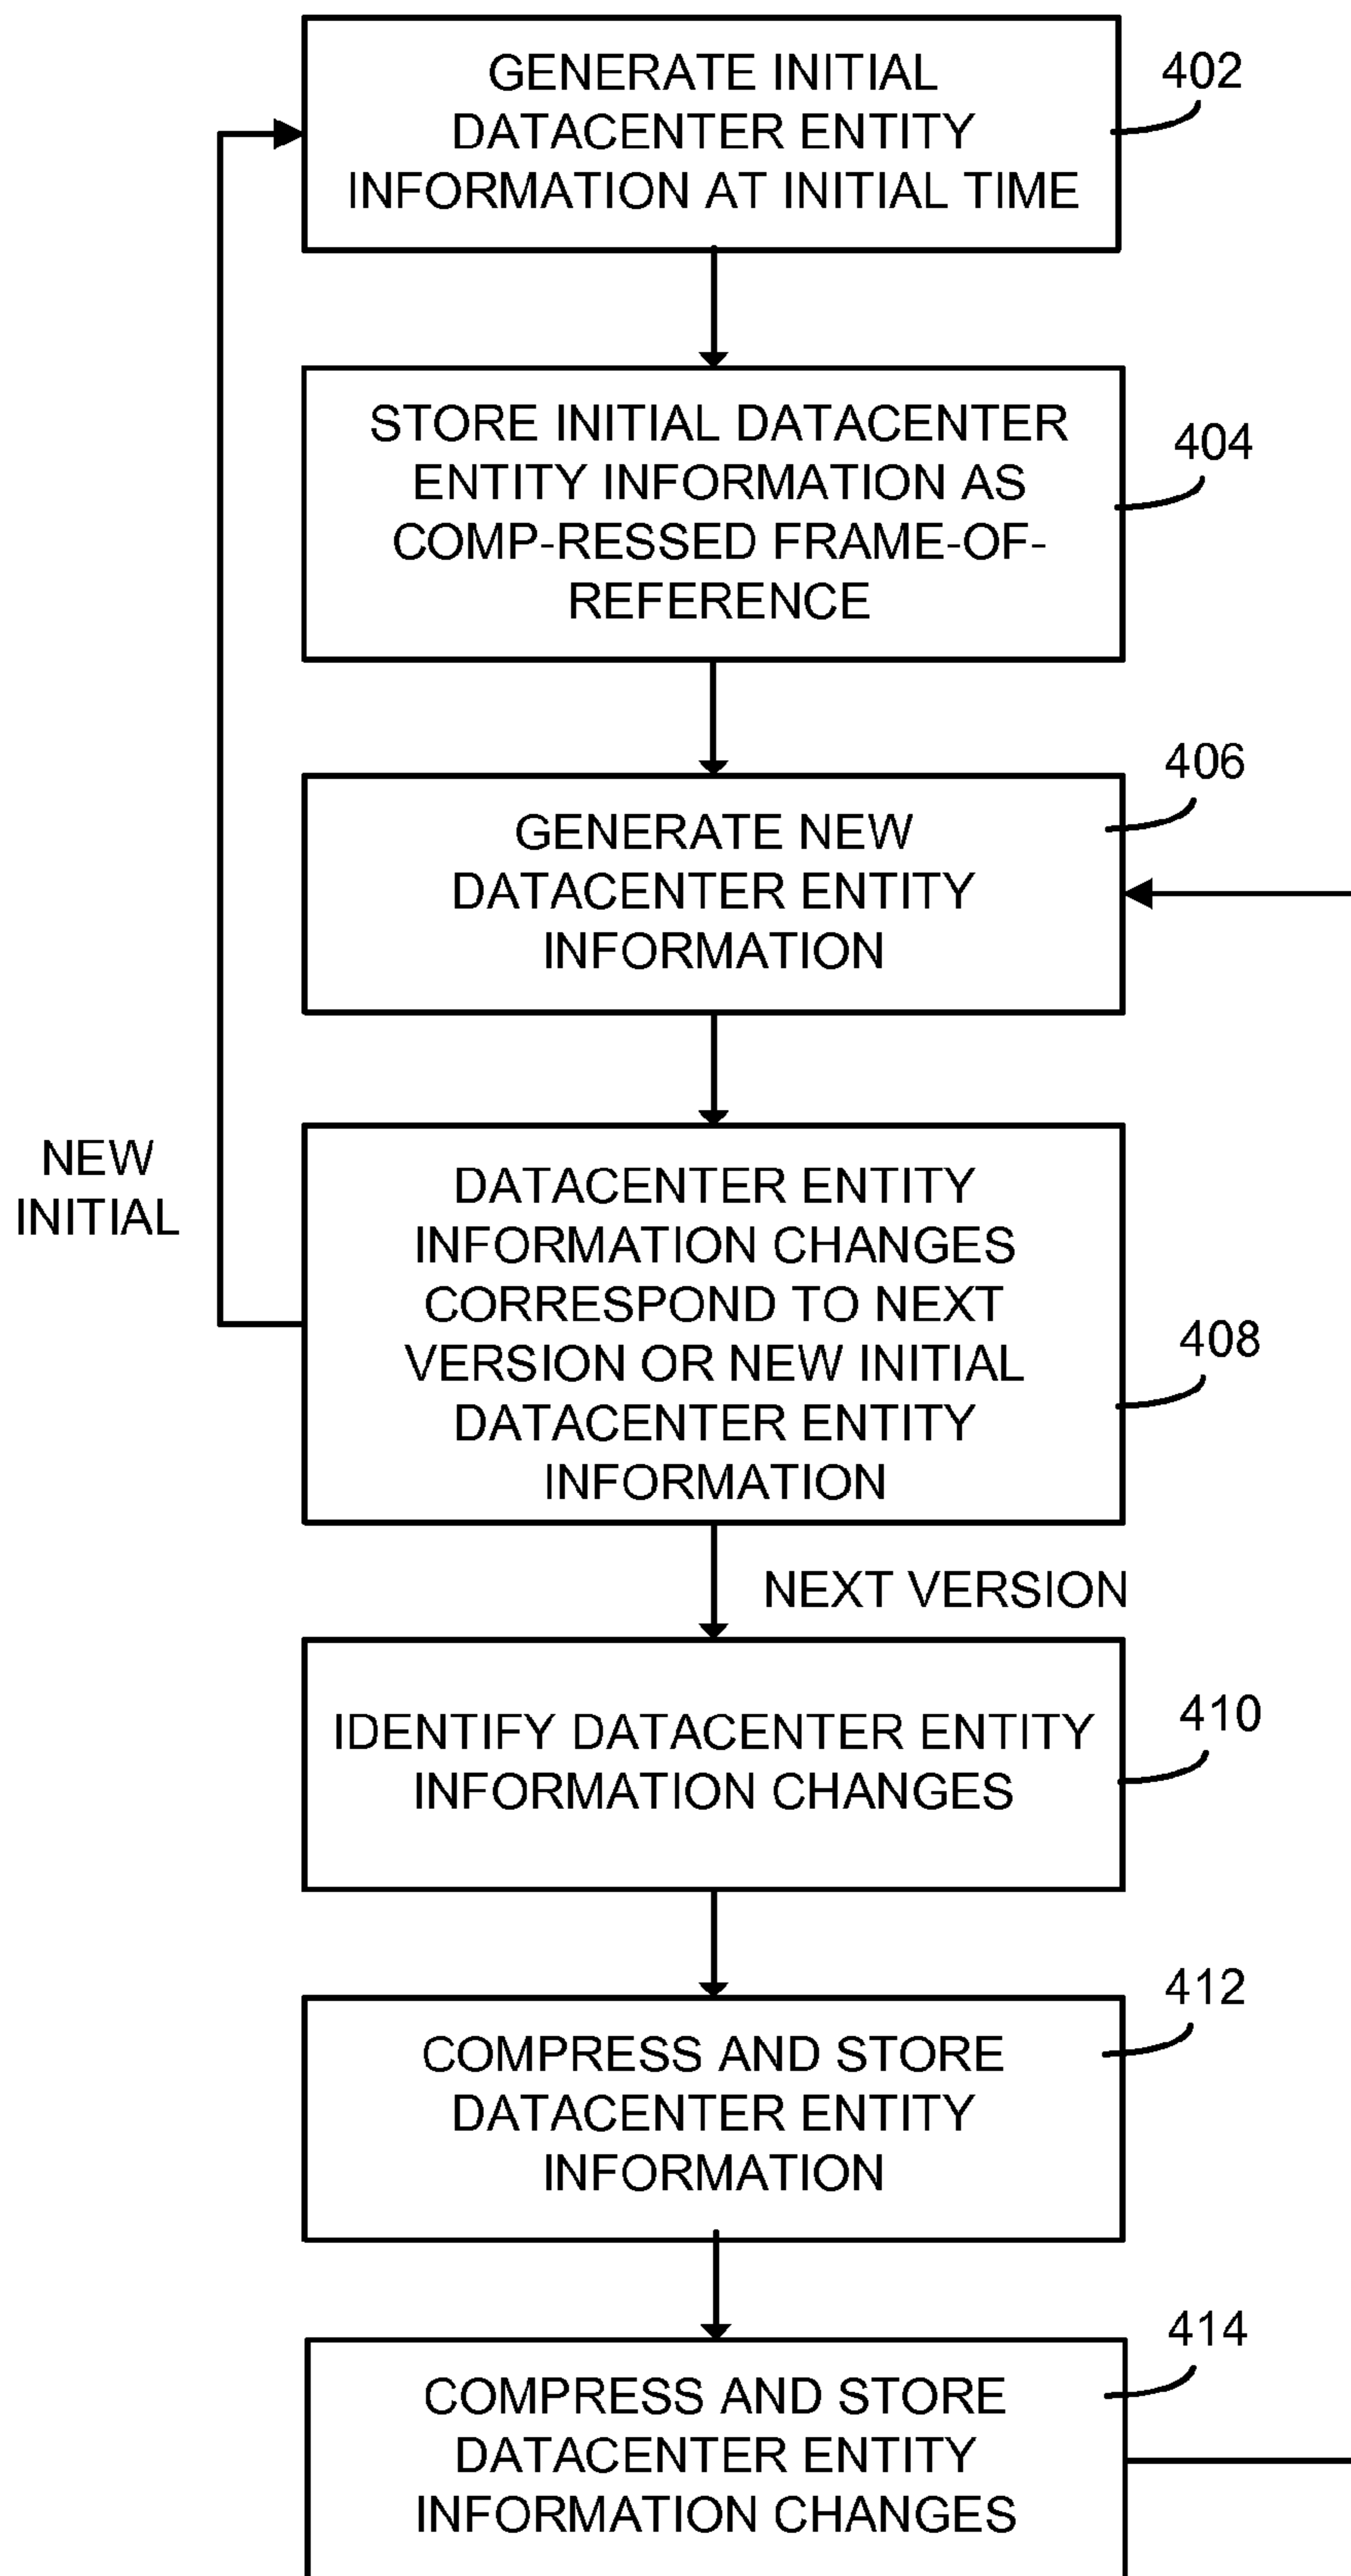 GENERATE INITIAL
DATACENTER ENTITY
INFORMATION AT INITIAL TIME
402
STORE INITIAL DATACENTER
ENTITY INFORMATION AS
COMP-RESSED FRAME-OF-
REFERENCE
404
GENERATE NEW
DATACENTER ENTITY
INFORMATION
406
NEW
INITIAL
DATACENTER ENTITY
INFORMATION CHANGES
CORRESPOND TO NEXT
VERSION OR NEW INITIAL
DATACENTER ENTITY
INFORMATION
408
NEXT VERSION
IDENTIFY DATACENTER ENTITY
INFORMATION CHANGES
410
COMPRESS AND STORE
DATACENTER ENTITY
INFORMATION
412
COMPRESS AND STORE
DATACENTER ENTITY
INFORMATION CHANGES
414